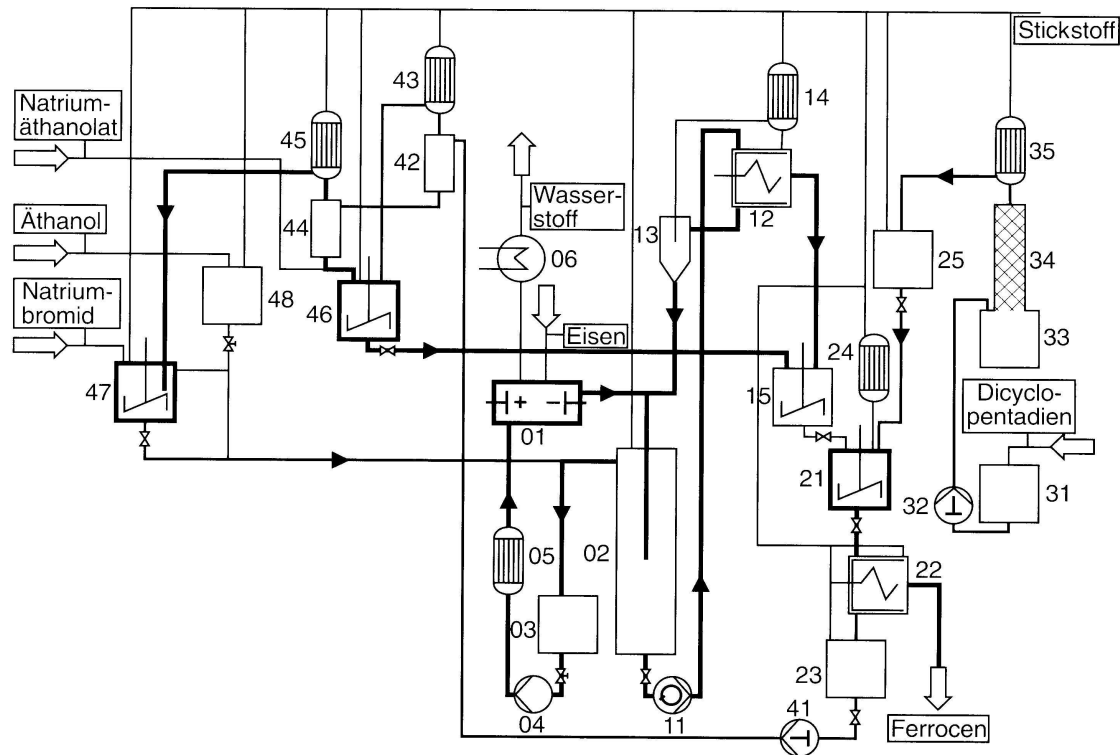 Stickstoff
43
14
Natrium-
äthanolat
45
42
35
Wasser-
stoff
12
Äthanol
44
13
34
06
25
48
Natrium-
bromid
46
Eisen
24
33
47
+ −
15
Dicyclo-
pentadien
01
21
31
32
05
02
22
03
23
04
11
41
Ferrocen